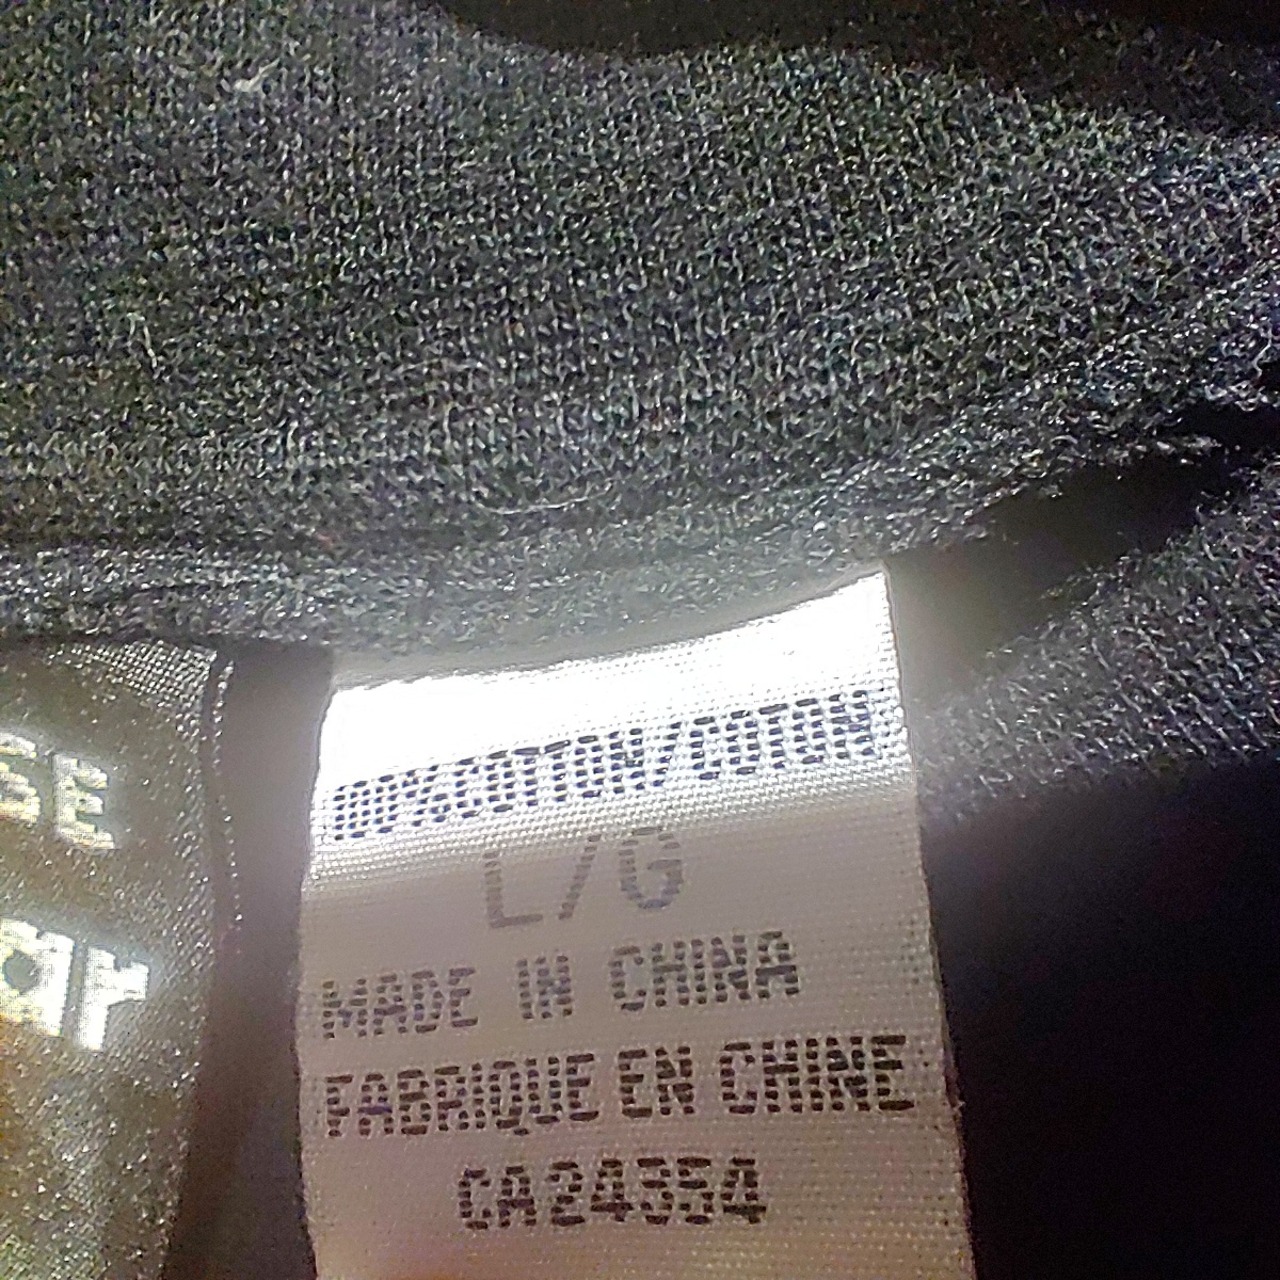 100% COTTON/COTON
L/G
MADE IN CHINA
FABRIQUE EN CHINE
CA24354